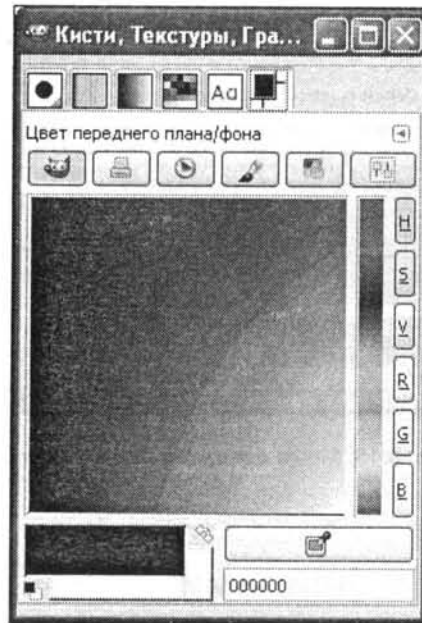 Кисти, Текстуры, Гра...
Aa
Цвет переднего плана/фона
H
S
V
R
G
B
000000